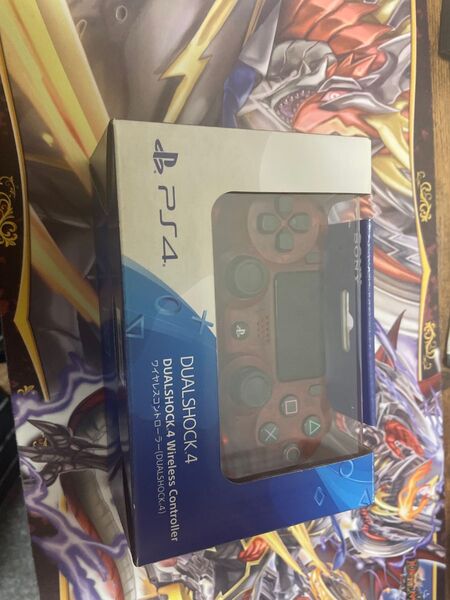 PS4
DUALSHOCK.4
DUALSHOCK.4 Wireless Controller
ワイヤレスコントローラー(DUALSHOCK.4)
SONY